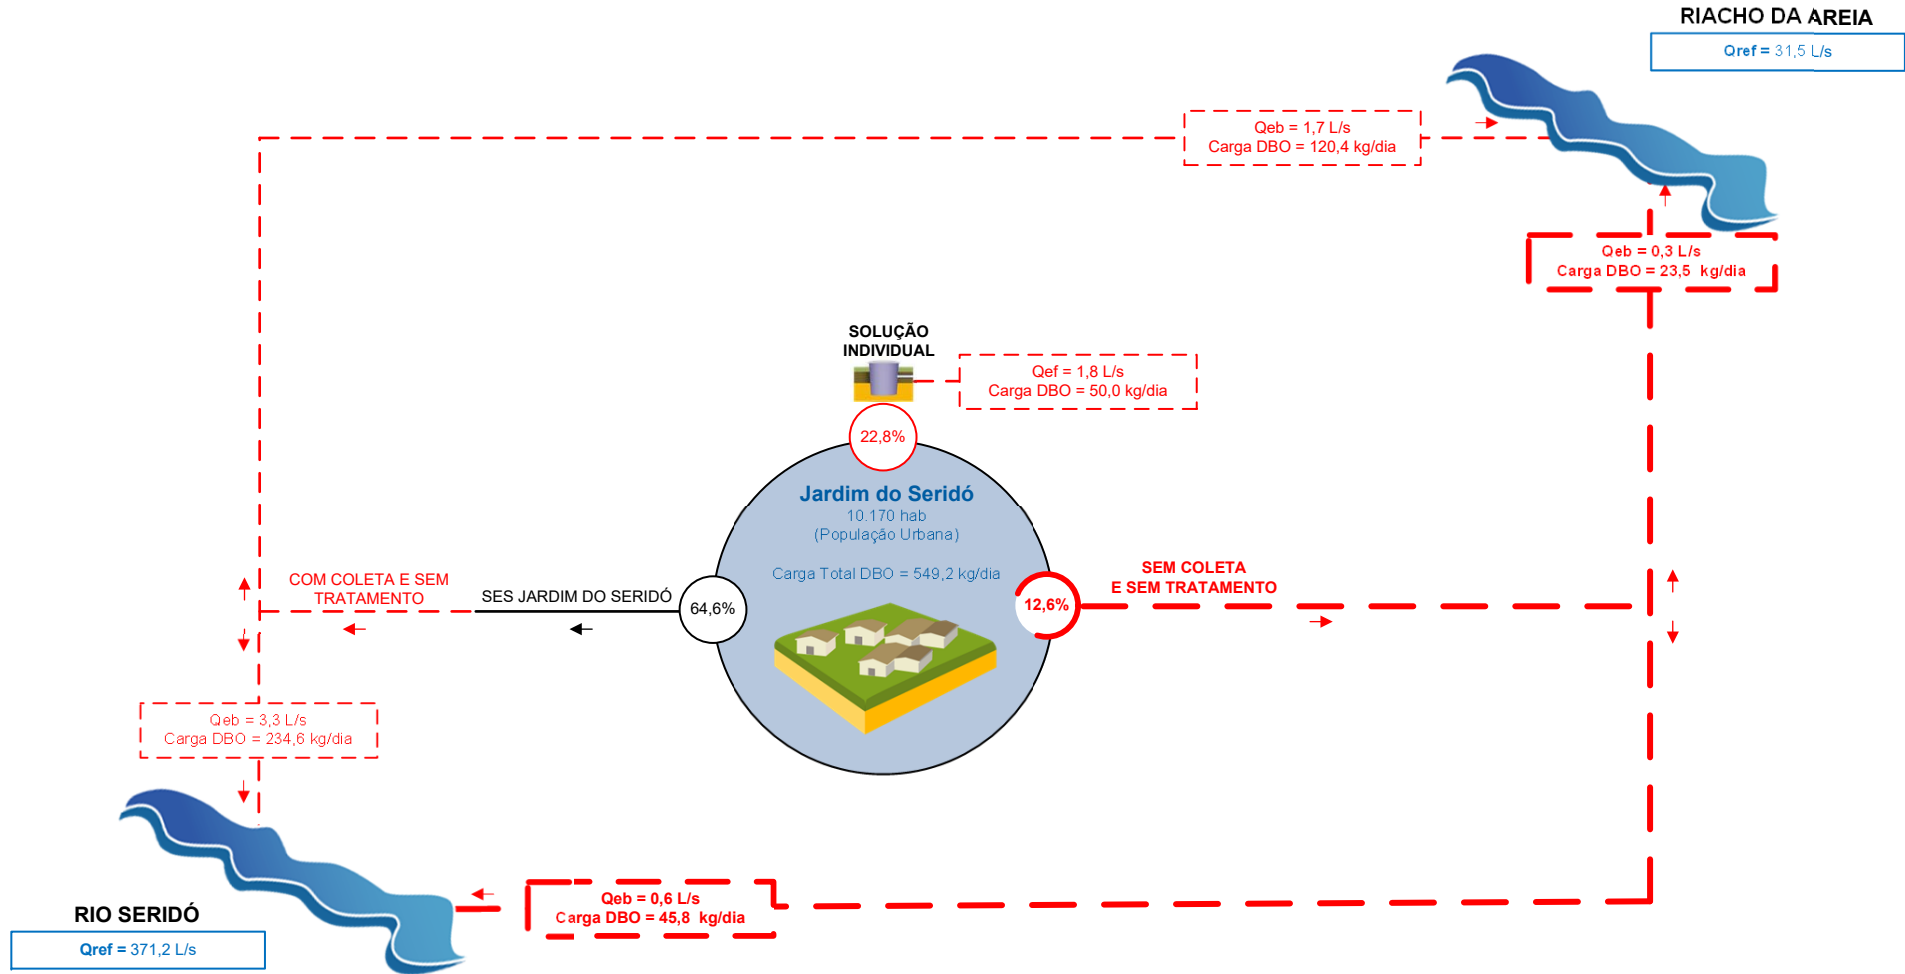 RIACHO DA AREIA
Qref = 31,5 L/s
Qeb = 1,7 L/s
Carga DBO = 120,4 kg/dia
Qeb = 0,3 L/s
Carga DBO = 23,5 kg/dia
SOLUÇÃO
INDIVIDUAL
Qef = 1,8 L/s
Carga DBO = 50,0 kg/dia
22,8%
Jardim do Seridó
10.170 hab
(População Urbana)
Carga Total DBO = 549,2 kg/dia
COM COLETA E SEM
TRATAMENTO
SES JARDIM DO SERIDÓ
64,6%
12,6%
SEM COLETA
E SEM TRATAMENTO
Qeb = 3,3 L/s
Carga DBO = 234,6 kg/dia
Qeb = 0,6 L/s
Carga DBO = 45,8 kg/dia
RIO SERIDÓ
Qref = 371,2 L/s